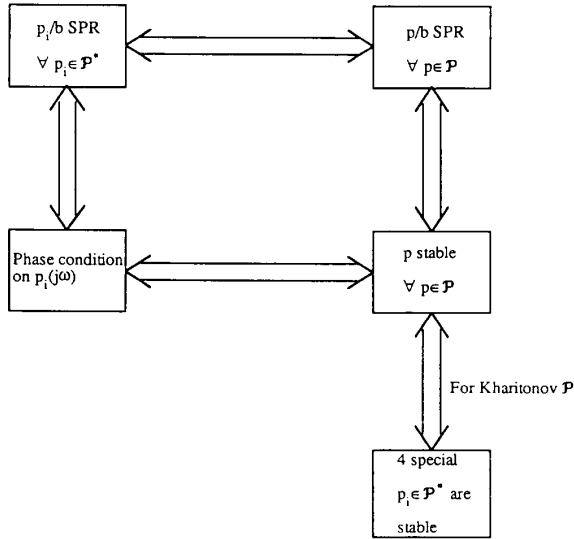 p_i/b SPR
∀ p_i ∈ 𝒫*
p/b SPR
∀ p ∈ 𝒫
Phase condition
on p_i(jω)
p stable
∀ p ∈ 𝒫
For Kharitonov 𝒫
4 special
p_i ∈ 𝒫* are
stable